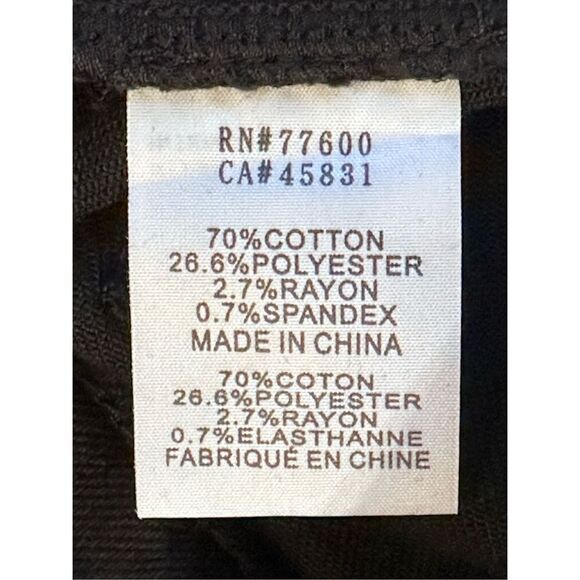 RN#77600
CA#45831
70%COTTON
26.6%POLYESTER
2.7%RAYON
0.7%SPANDEX
MADE IN CHINA
70%COTON
26.6%POLYESTER
2.7%RAYON
0.7%ELASTHANNE
FABRIQUÉ EN CHINE